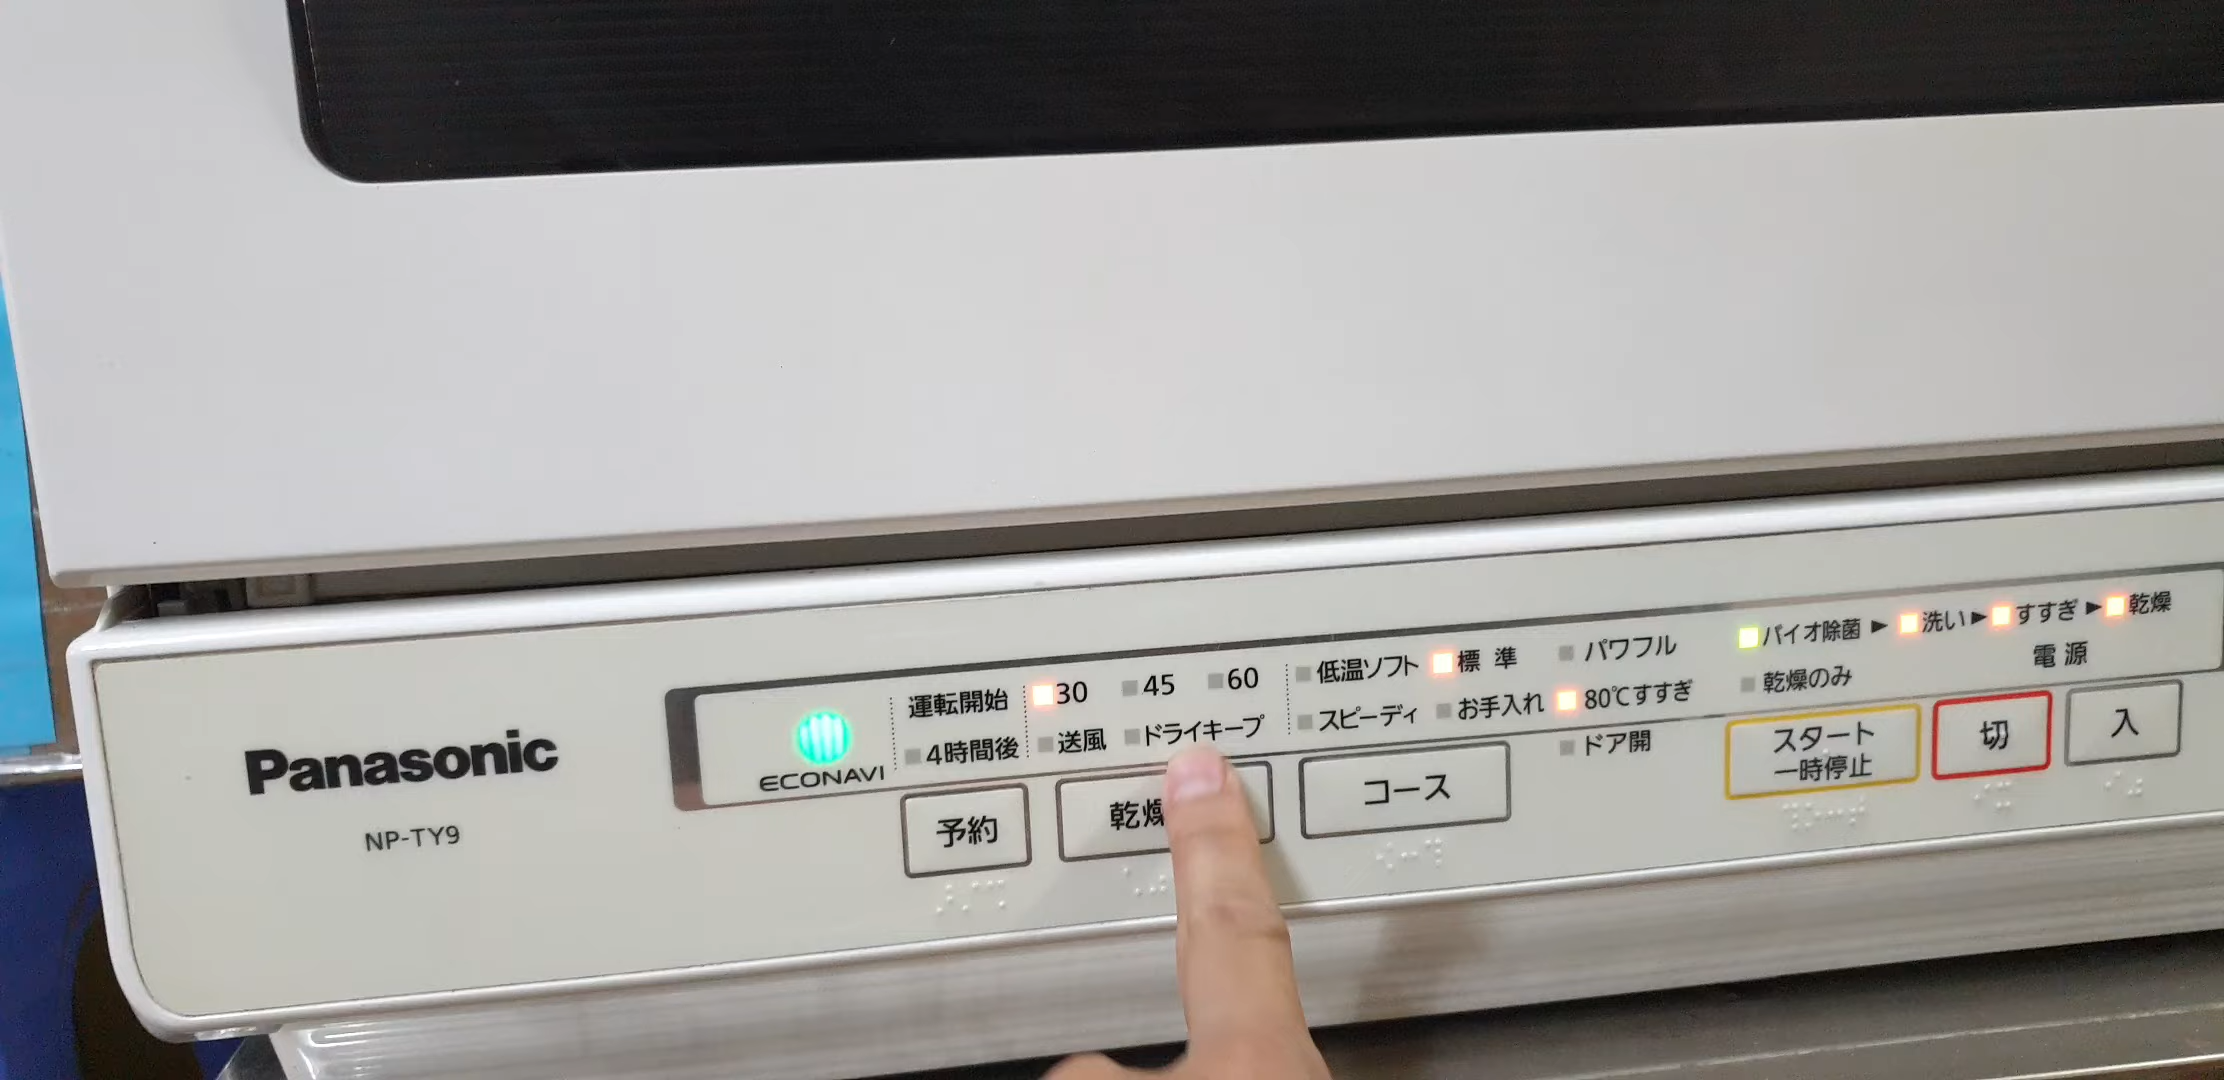 Panasonic
NP-TY9
ECONAVI
運転開始
4時間後
30 45 60
送風 ドライキープ
低温ソフト 標準 パワフル
スピーディ お手入れ 80℃すすぎ
ドア開
バイオ除菌 ▶ 洗い ▶ すすぎ ▶ 乾燥
乾燥のみ
電源
予約
乾燥
コース
スタート
一時停止
切
入